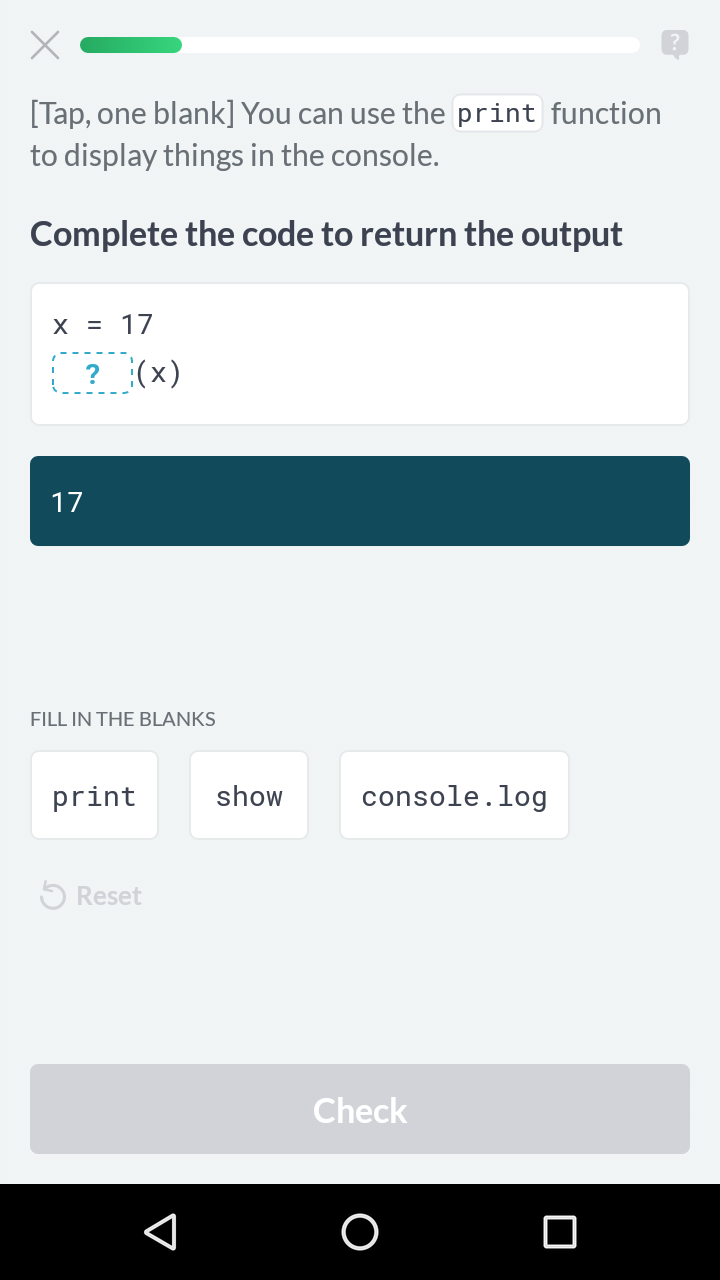 ?
[Tap, one blank] You can use the print function
to display things in the console.
Complete the code to return the output
x = 17
? (x)
17
FILL IN THE BLANKS
print show console.log
Reset
Check